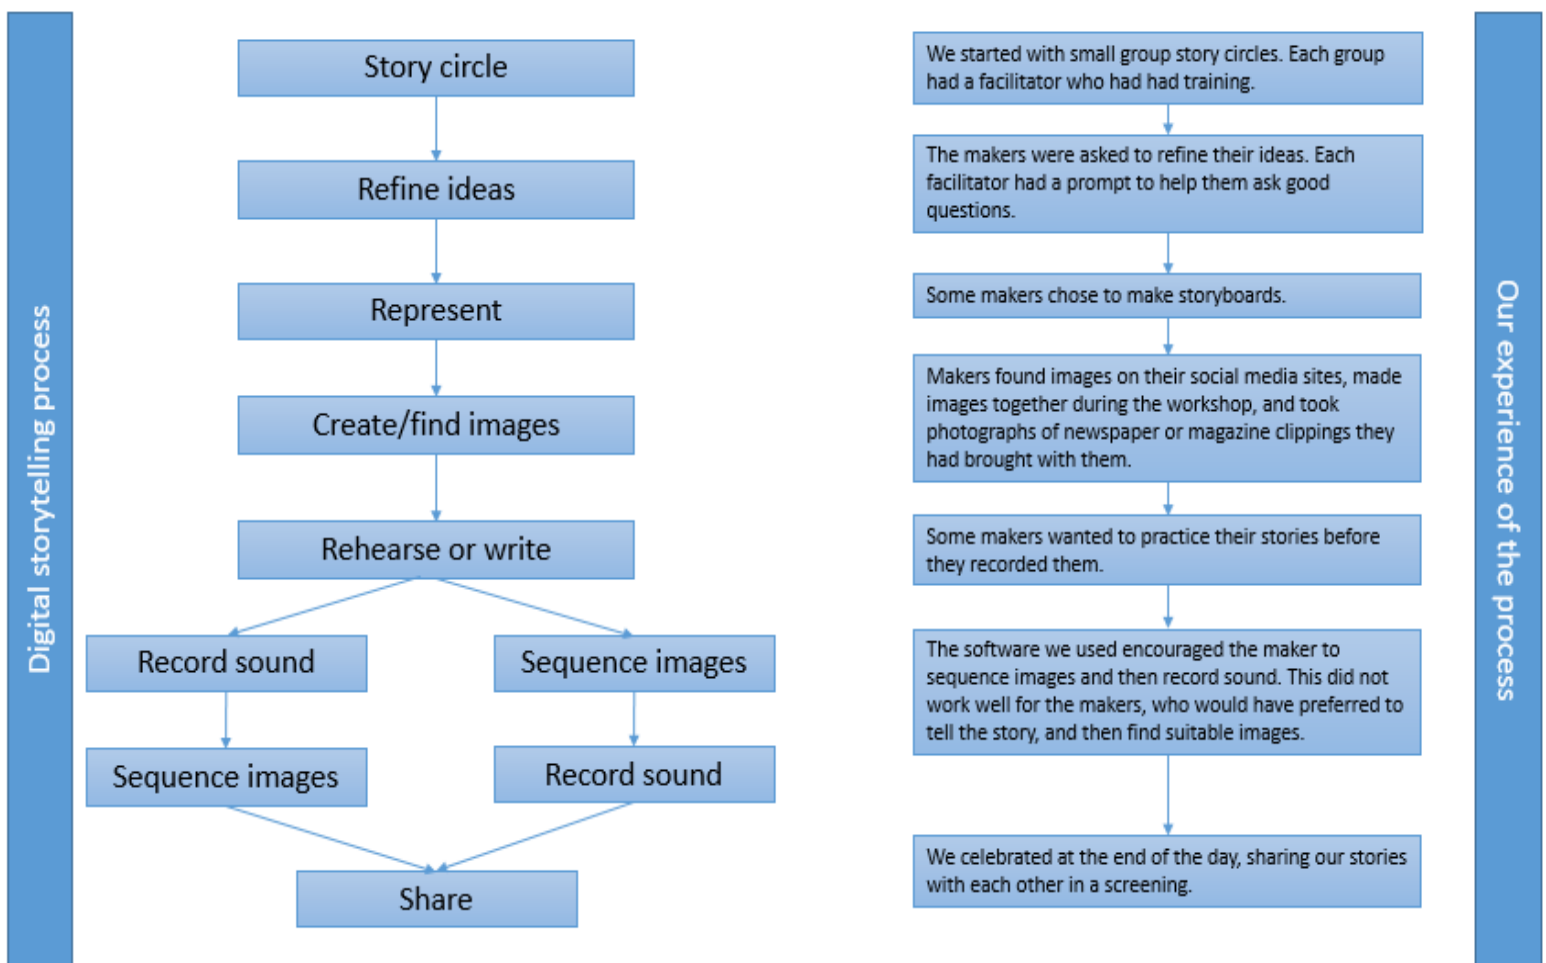 Digital storytelling process
Story circle
Refine ideas
Represent
Create/find images
Rehearse or write
Record sound
Sequence images
Sequence images
Record sound
Share
We started with small group story circles. Each group
had a facilitator who had had training.
The makers were asked to refine their ideas. Each
facilitator had a prompt to help them ask good
questions.
Some makers chose to make storyboards.
Makers found images on their social media sites, made
images together during the workshop, and took
photographs of newspaper or magazine clippings they
had brought with them.
Some makers wanted to practice their stories before
they recorded them.
The software we used encouraged the maker to
sequence images and then record sound. This did not
work well for the makers, who would have preferred to
tell the story, and then find suitable images.
We celebrated at the end of the day, sharing our stories
with each other in a screening.
Our experience of the process